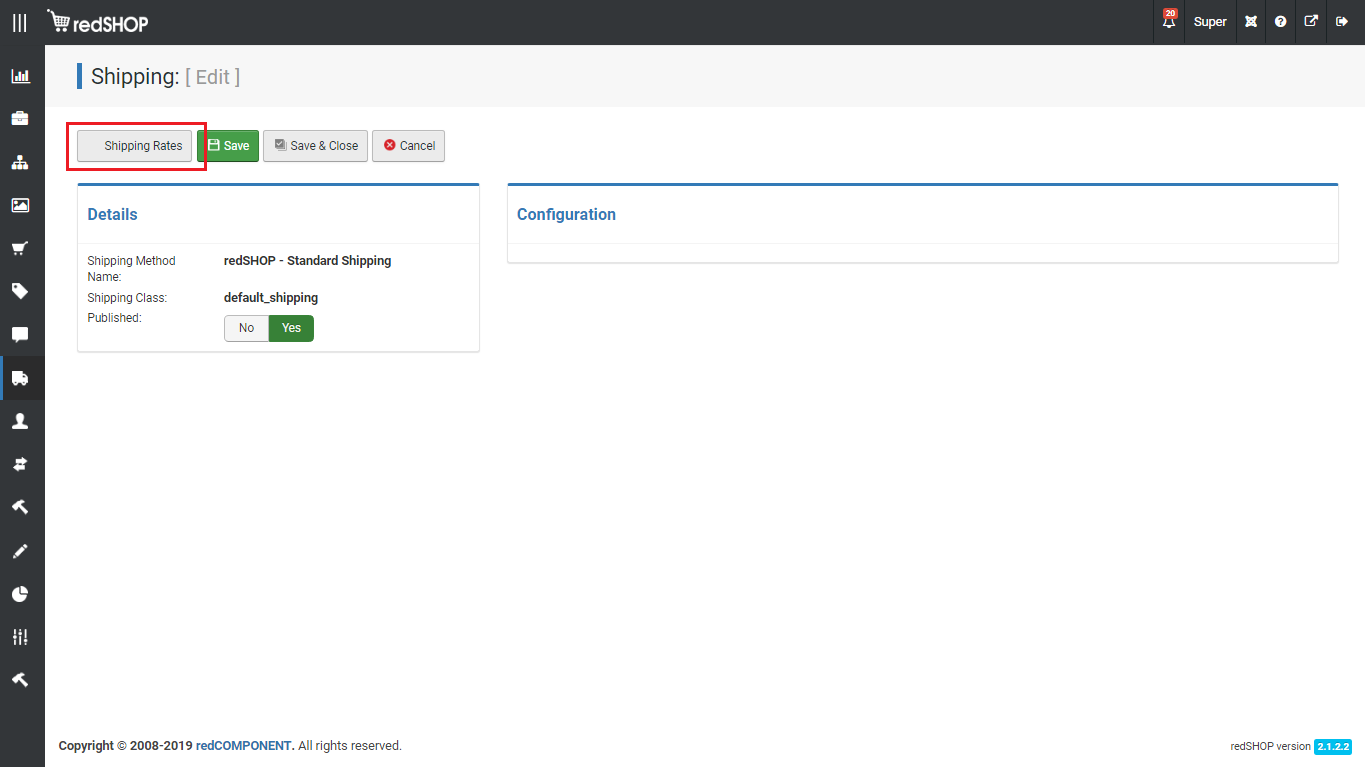 redSHOP
20
Super
Shipping: [ Edit ]
Shipping Rates
Save
Save & Close
Cancel
Details
Shipping Method Name:
redSHOP - Standard Shipping
Shipping Class:
default_shipping
Published:
No
Yes
Configuration
Copyright © 2008-2019 redCOMPONENT. All rights reserved.
redSHOP version 2.1.2.2